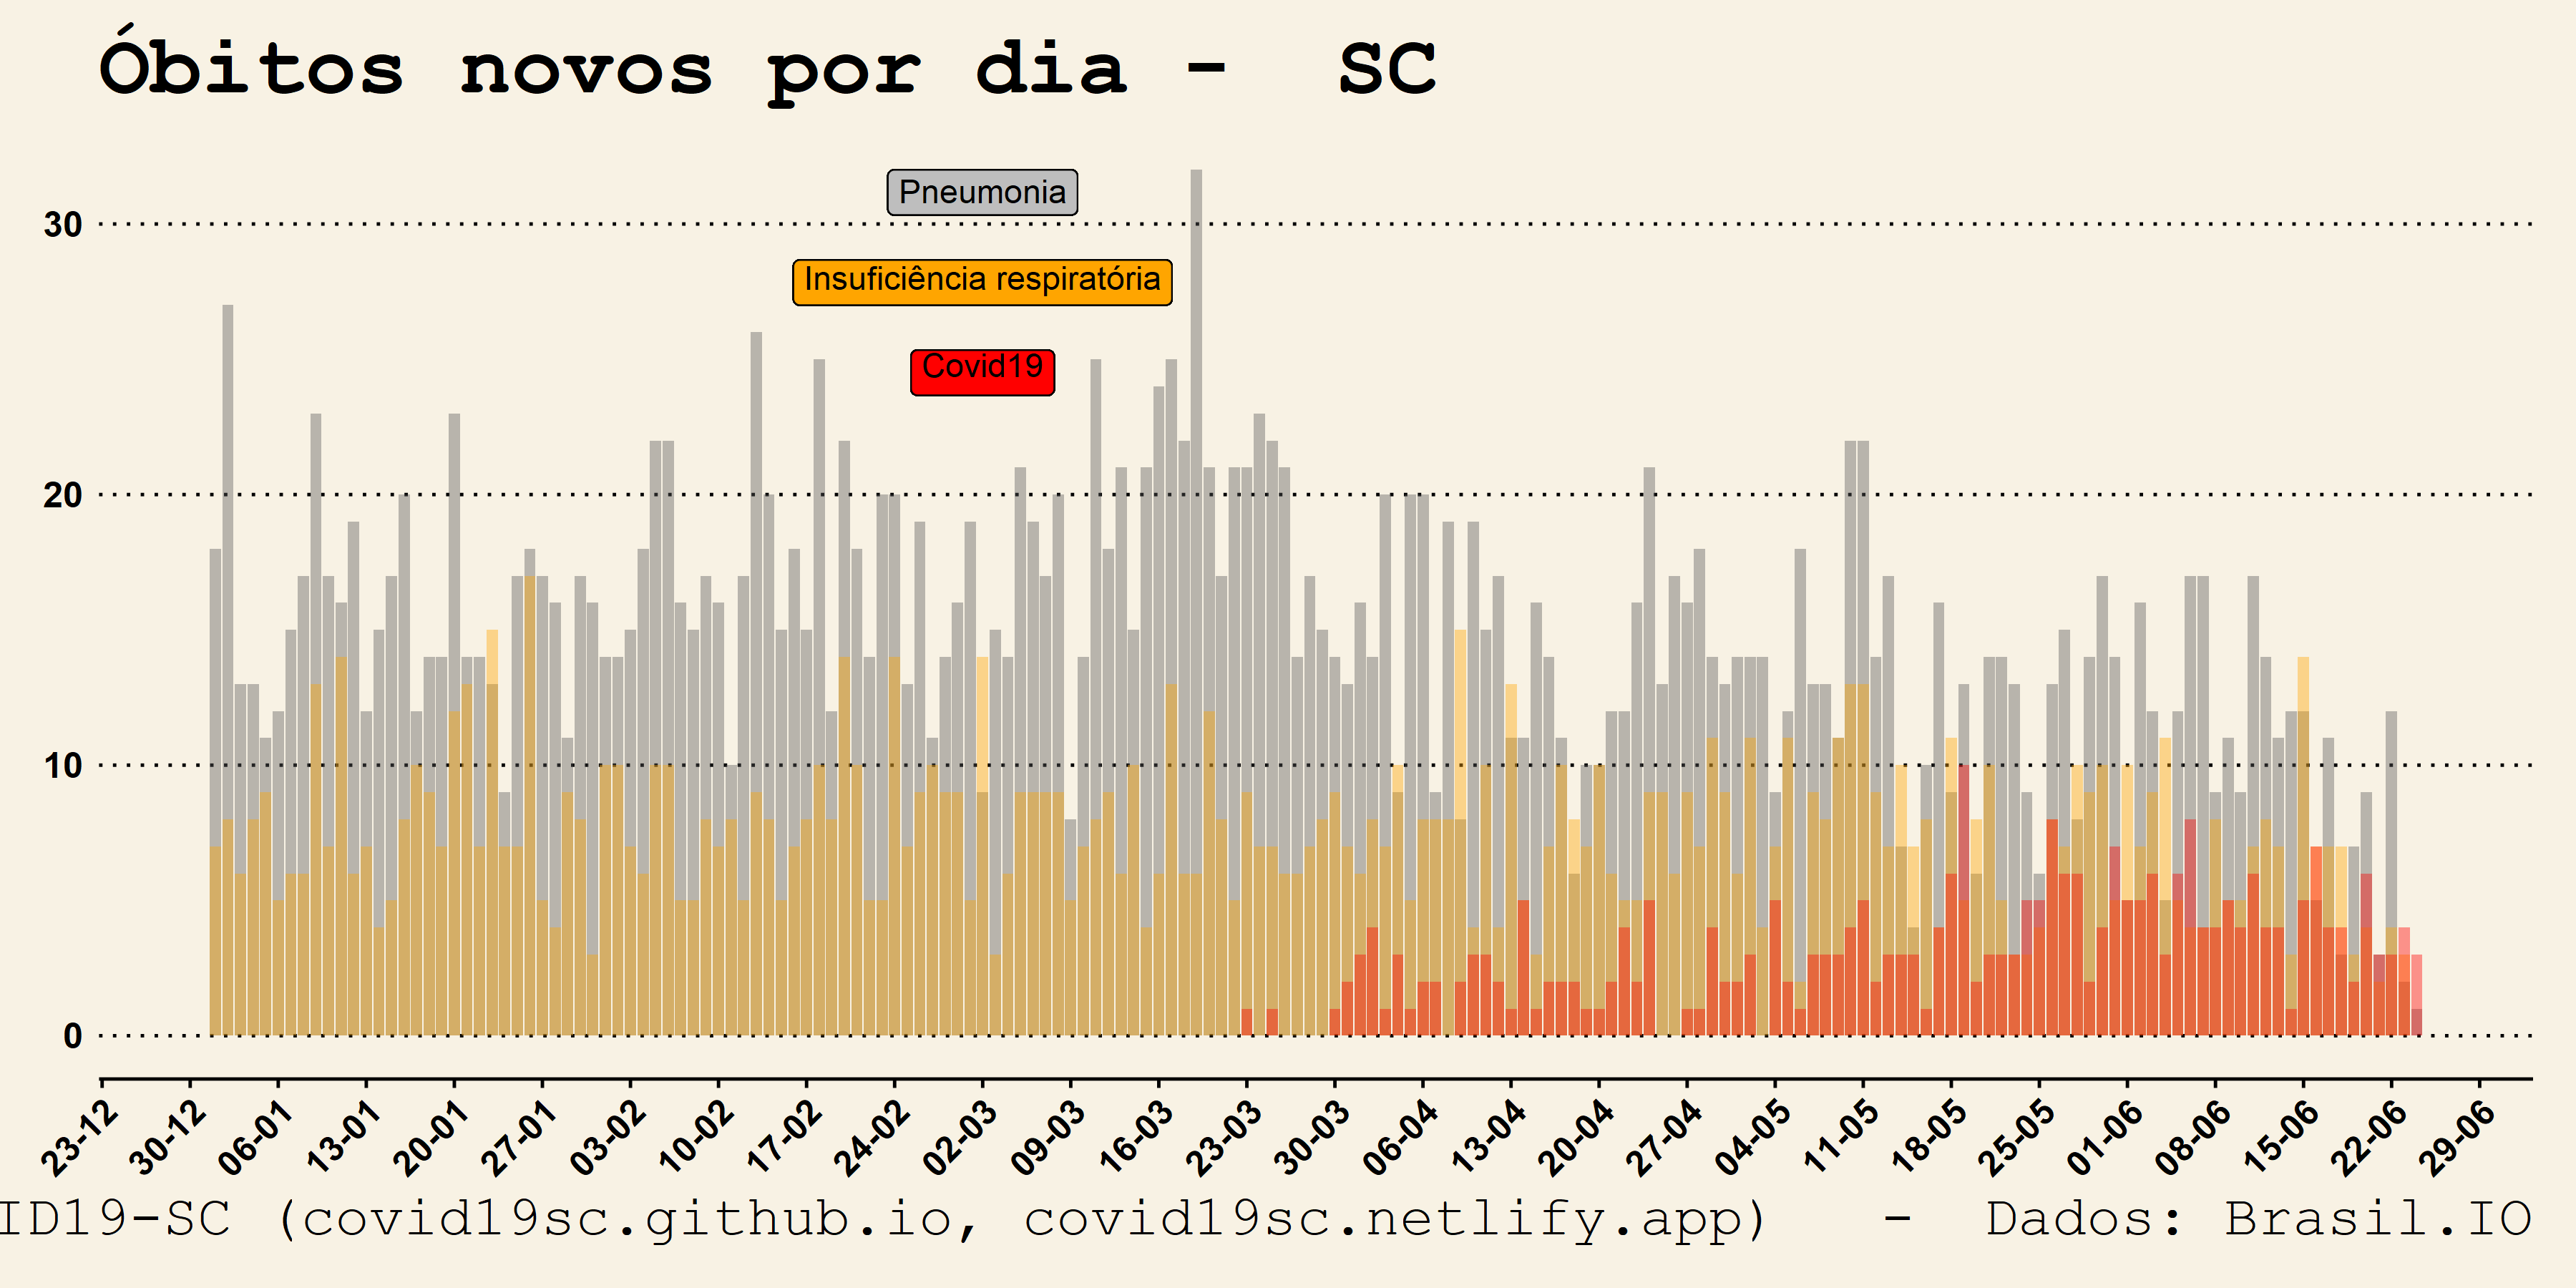 Óbitos novos por dia - SC
Pneumonia
30
Insuficiência respiratória
Covid19
20
10
0
23-12 30-12 06-01 13-01 20-01 27-01 03-02 10-02 17-02 24-02 02-03 09-03 16-03 23-03 30-03 06-04 13-04 20-04 27-04 04-05 11-05 18-05 25-05 01-06 08-06 15-06 22-06 29-06
ID19-SC (covid19sc.github.io, covid19sc.netlify.app) - Dados: Brasil.IO